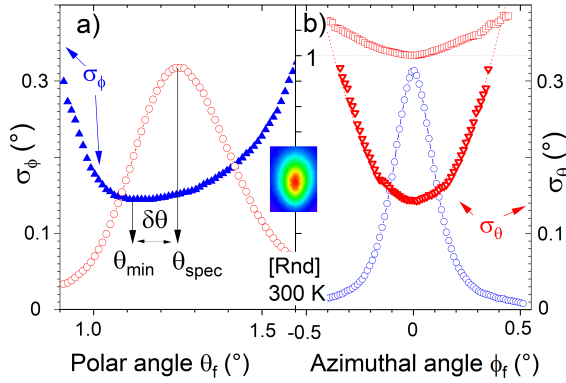 a)
b)
σϕ
1
0.3
0.3
σϕ (°)
σθ (°)
δθ
0.1
0.1
θmin
θspec
σθ
[Rnd]
300 K
0
0
1.0
1.5
-0.5
0
0.5
Polar angle θf (°)
Azimuthal angle ϕf (°)